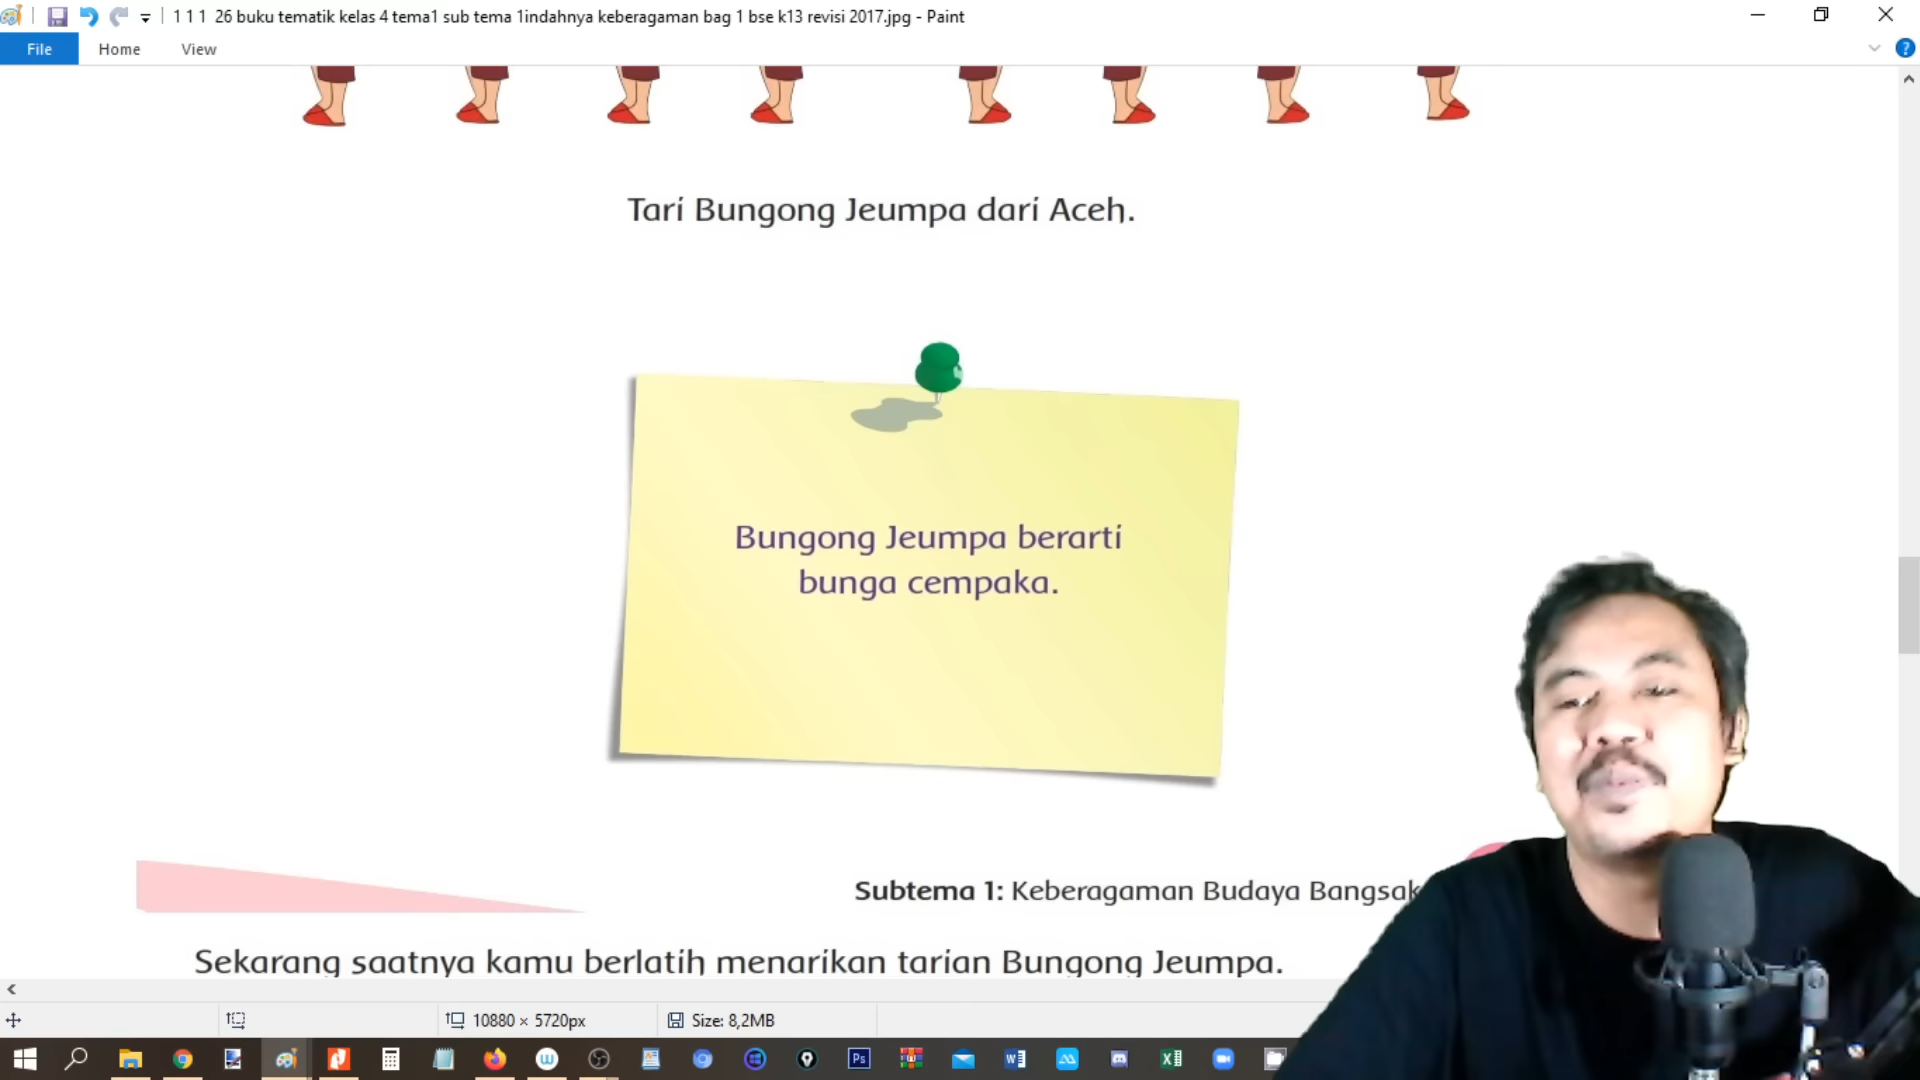 1 1 1  26 buku tematik kelas 4 tema1 sub tema 1indahnya keberagaman bag 1 bse k13 revisi 2017.jpg - Paint
File Home View
Tari Bungong Jeumpa dari Aceh.
Bungong Jeumpa berarti
bunga cempaka.
Subtema 1: Keberagaman Budaya Bangsak
Sekarang saatnya kamu berlatih menarikan tarian Bungong Jeumpa.
10880 × 5720px Size: 8,2MB